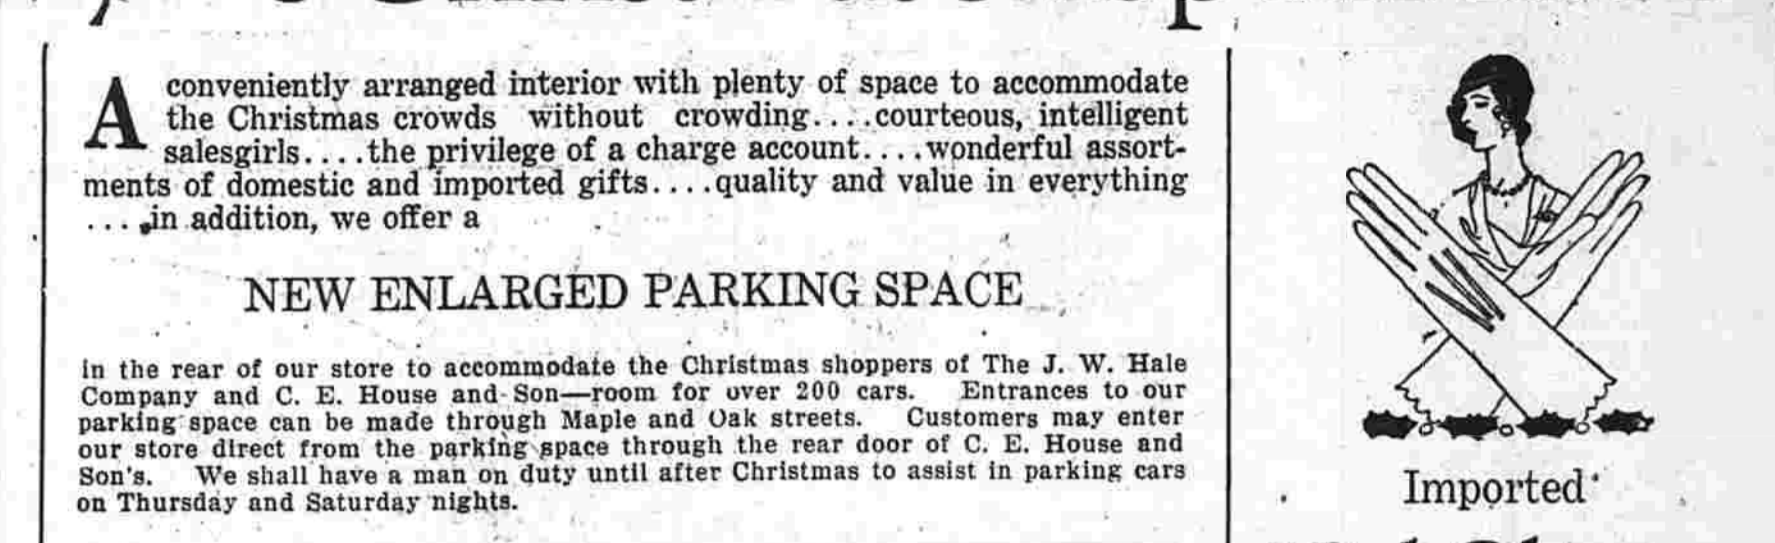 A conveniently arranged interior with plenty of space to accommodate
the Christmas crowds without crowding....courteous, intelligent
salesgirls....the privilege of a charge account....wonderful assort-
ments of domestic and imported gifts....quality and value in everything
....in addition, we offer a
NEW ENLARGED PARKING SPACE
in the rear of our store to accommodate the Christmas shoppers of The J. W. Hale
Company and C. E. House and Son—room for over 200 cars. Entrances to our
parking space can be made through Maple and Oak streets. Customers may enter
our store direct from the parking space through the rear door of C. E. House and
Son's. We shall have a man on duty until after Christmas to assist in parking cars
on Thursday and Saturday nights.
Imported